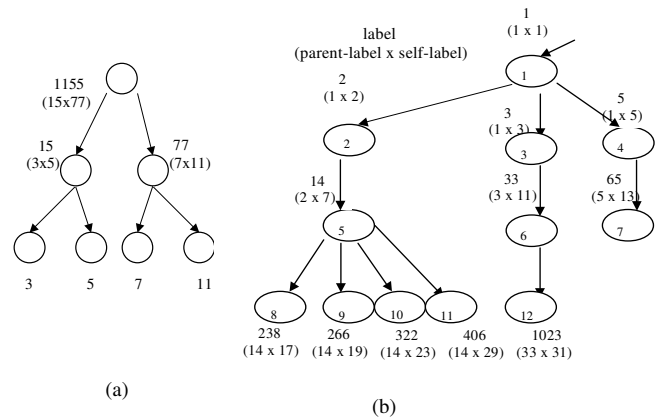 1155
(15x77)
15
(3x5)
77
(7x11)
3 5 7 11
(a)
label
(parent-label x self-label)
1
(1 x 1)
1
2
(1 x 2)
3
(1 x 3)
5
(1 x 5)
2 3 4
14
(2 x 7)
33
(3 x 11)
65
(5 x 13)
5 6 7
8 9 10 11 12
238 266 322 406 1023
(14 x 17) (14 x 19) (14 x 23) (14 x 29) (33 x 31)
(b)